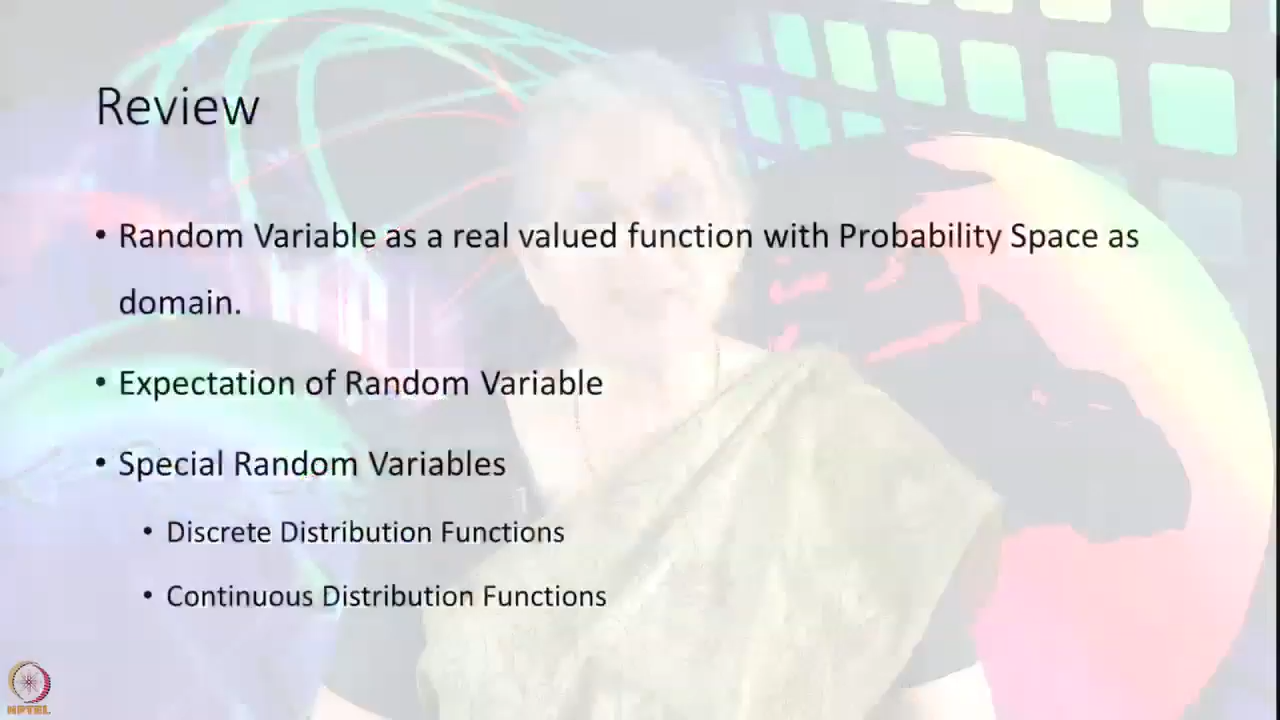 Review
• Random Variable as a real valued function with Probability Space as
domain.
• Expectation of Random Variable
• Special Random Variables
• Discrete Distribution Functions
• Continuous Distribution Functions
NPTEL